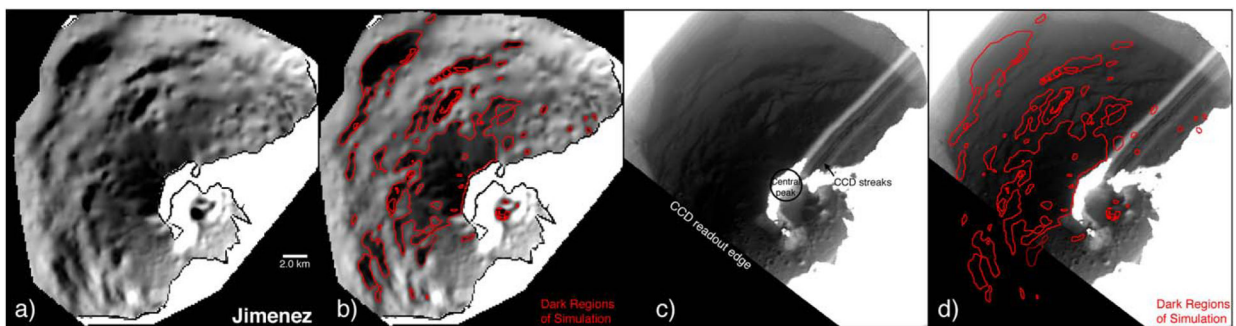 a)
2.0 km
Jimenez
b)
Dark Regions
of Simulation
c)
Central
peak
CCD streaks
CCD readout edge
d)
Dark Regions
of Simulation